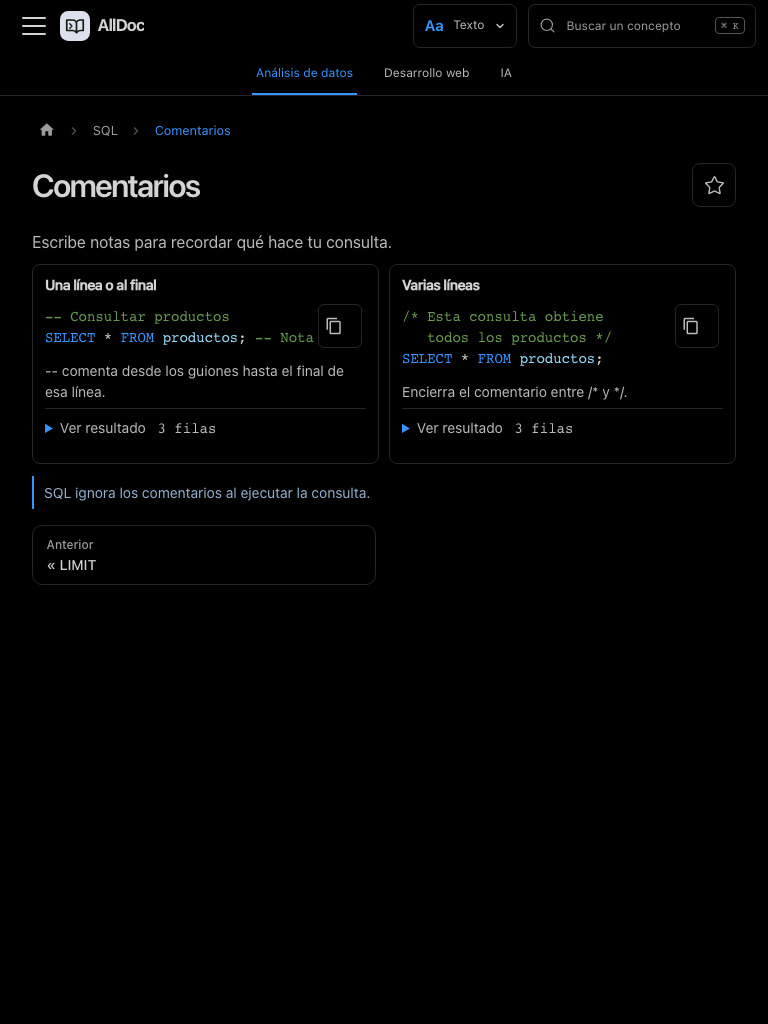 AllDoc
Aa Texto
Buscar un concepto ⌘ K
Análisis de datos Desarrollo web IA
SQL Comentarios
Comentarios
Escribe notas para recordar qué hace tu consulta.
Una línea o al final
-- Consultar productos
SELECT * FROM productos; -- Nota
-- comenta desde los guiones hasta el final de
esa línea.
Ver resultado 3 filas
Varias líneas
/* Esta consulta obtiene
todos los productos */
SELECT * FROM productos;
Encierra el comentario entre /* y */.
Ver resultado 3 filas
SQL ignora los comentarios al ejecutar la consulta.
Anterior
« LIMIT